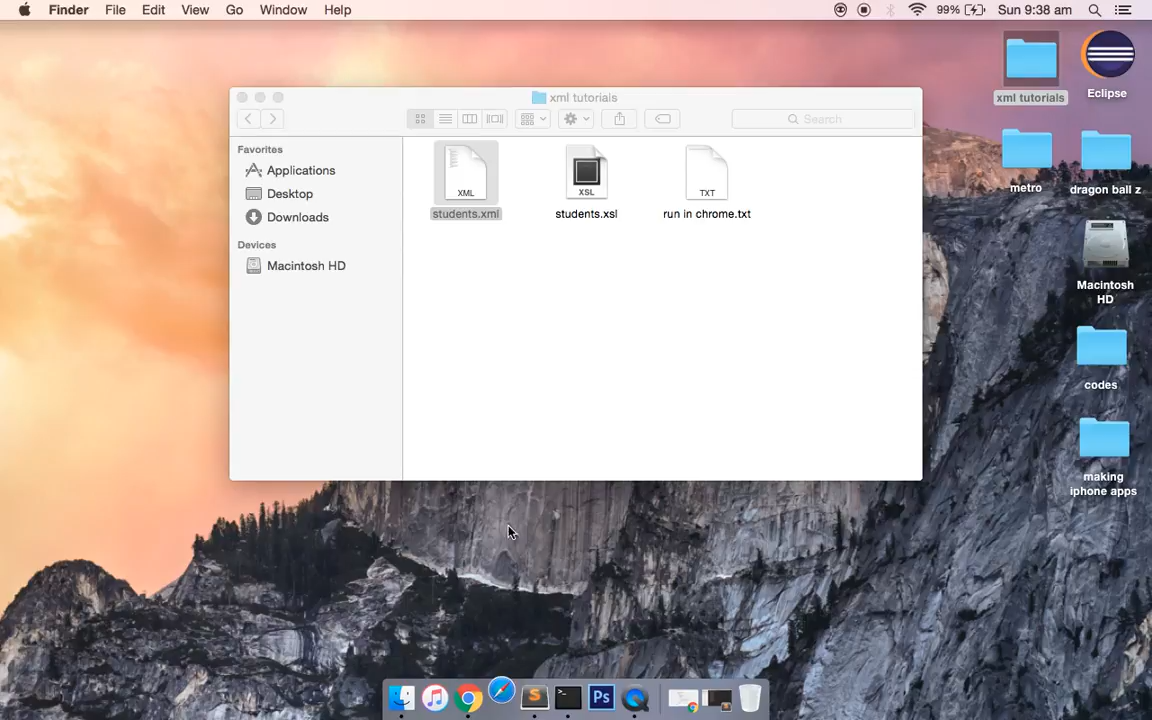 Finder File Edit View Go Window Help
99% Sun 9:38 am
xml tutorials
Search
Favorites
Applications
Desktop
Downloads
Devices
Macintosh HD
XML
students.xml
XSL
students.xsl
TXT
run in chrome.txt
xml tutorials
Eclipse
metro
dragon ball z
Macintosh
HD
codes
making
iphone apps
S
>_
Ps